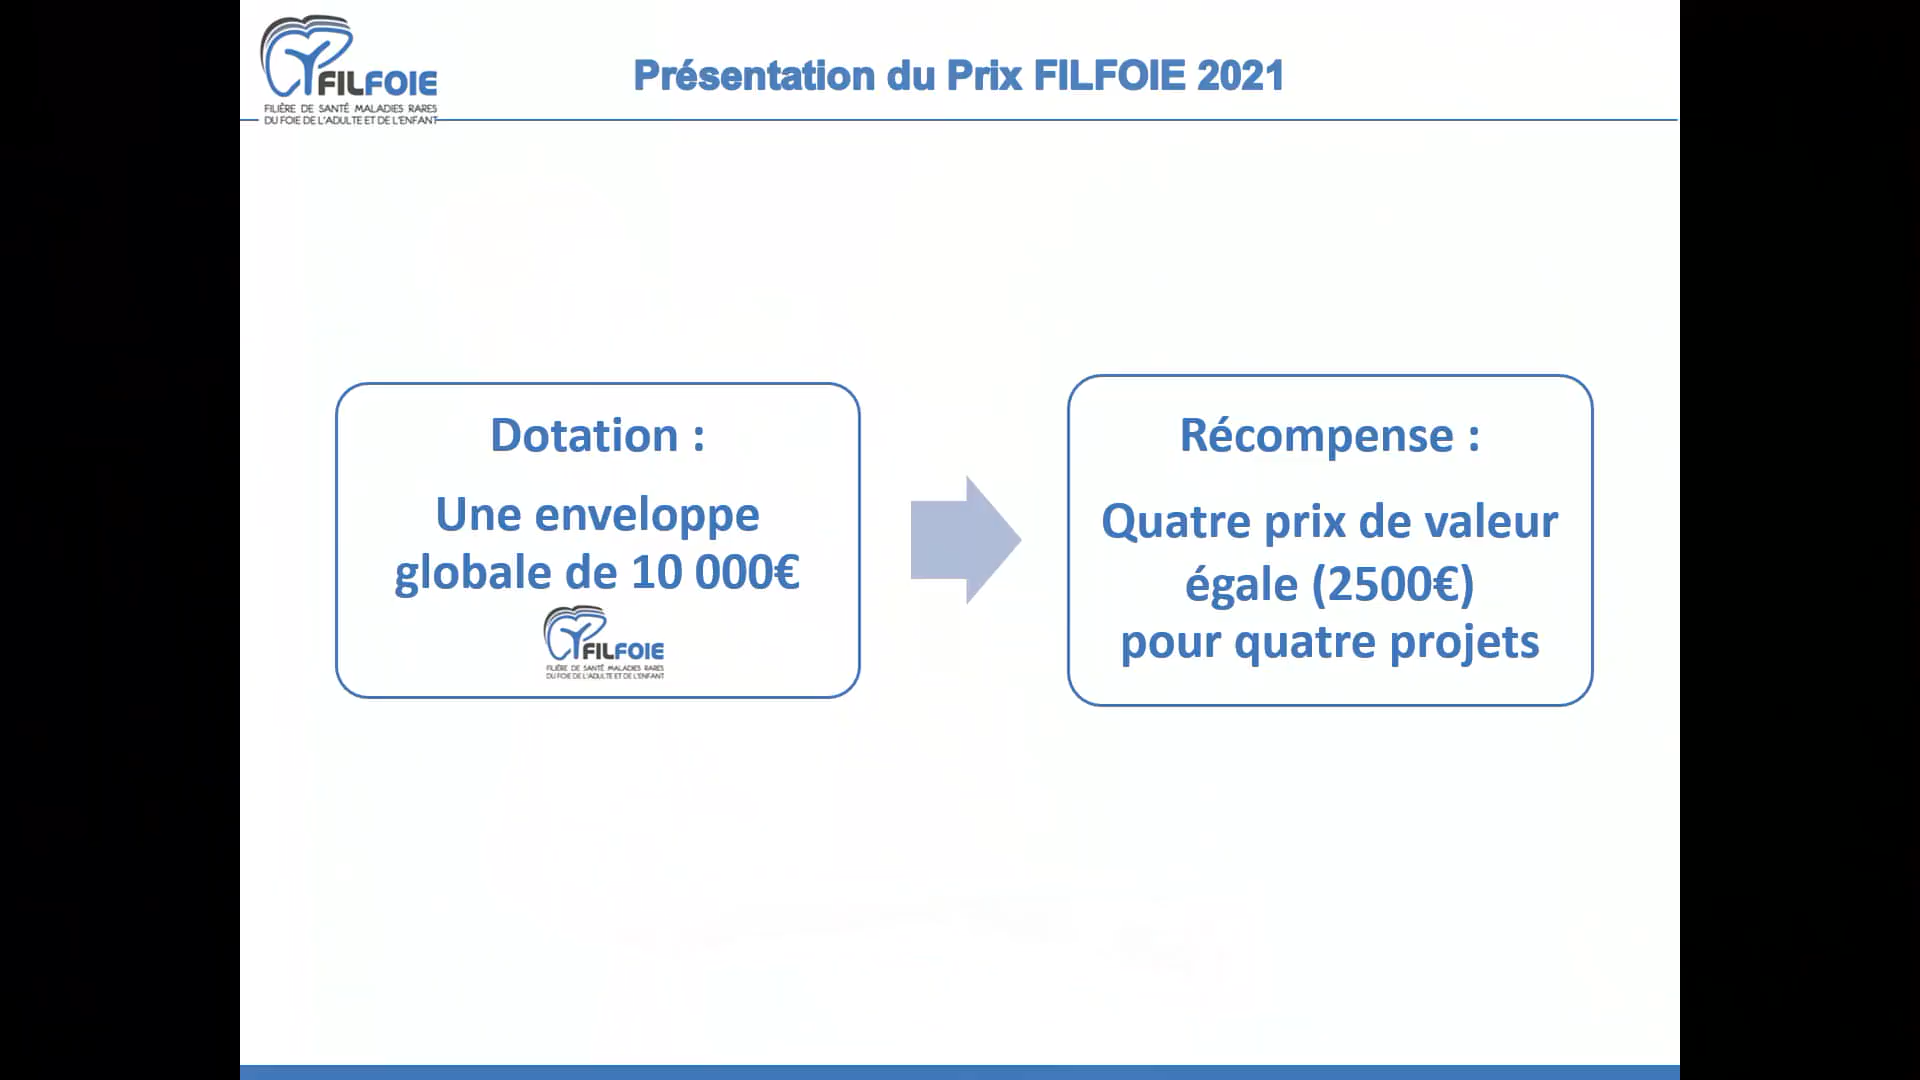 FILFOIE
FILIÈRE DE SANTÉ MALADIES RARES
DU FOIE DE L'ADULTE ET DE L'ENFANT
Présentation du Prix FILFOIE 2021
Dotation :
Une enveloppe
globale de 10 000€
FILFOIE
FILIÈRE DE SANTÉ MALADIES RARES
DU FOIE DE L'ADULTE ET DE L'ENFANT
Récompense :
Quatre prix de valeur
égale (2500€)
pour quatre projets